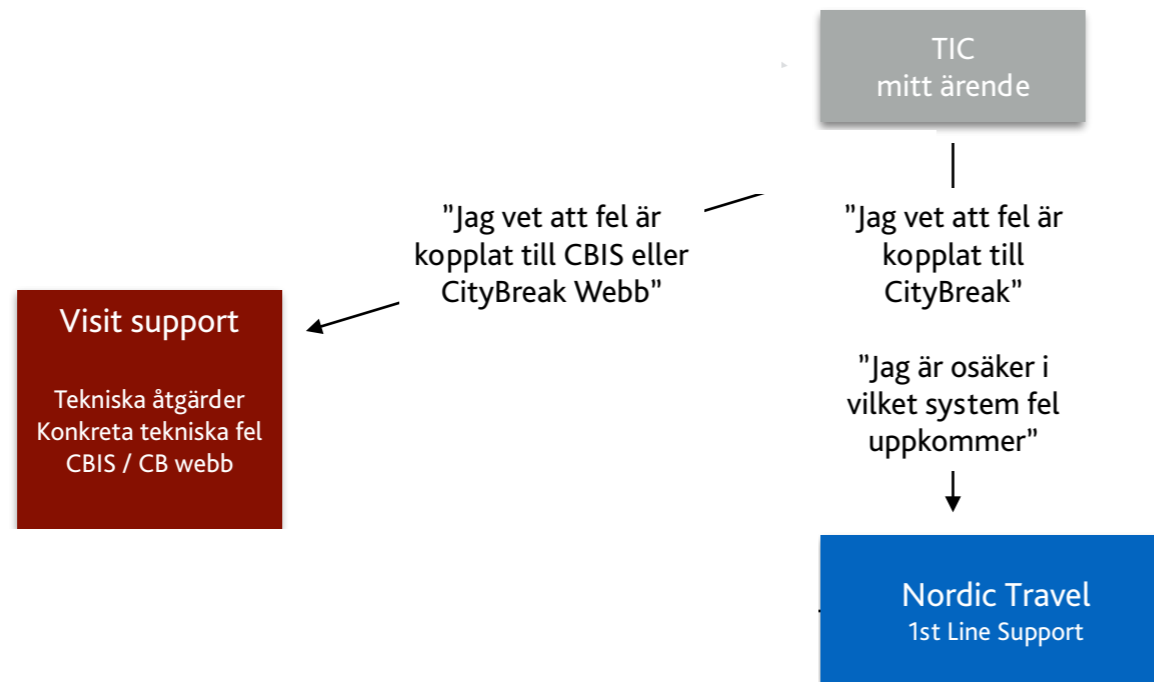 TIC
mitt ärende
”Jag vet att fel är
kopplat till CBIS eller
CityBreak Webb”
”Jag vet att fel är
kopplat till
CityBreak”
”Jag är osäker i
vilket system fel
uppkommer”
Visit support
Tekniska åtgärder
Konkreta tekniska fel
CBIS / CB webb
Nordic Travel
1st Line Support